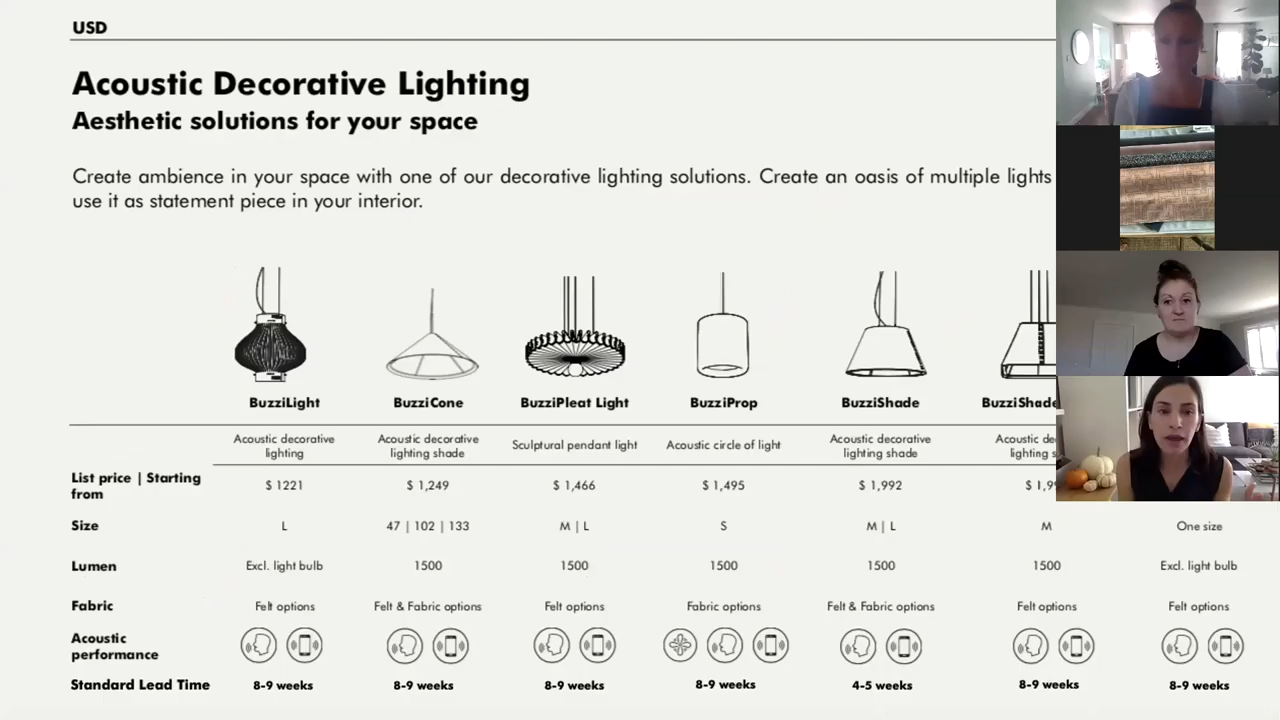 USD
Acoustic Decorative Lighting
Aesthetic solutions for your space
Create ambience in your space with one of our decorative lighting solutions. Create an oasis of multiple lights
use it as statement piece in your interior.
BuzziLight BuzziCone BuzziPleat Light BuzziProp BuzziShade BuzziShade
Acoustic decorative lighting Acoustic decorative lighting shade Sculptural pendant light Acoustic circle of light Acoustic decorative lighting shade Acoustic lighting
List price | Starting from $ 1221 $ 1,249 $ 1,466 $ 1,495 $ 1,992
Size L 47 | 102 | 133 M | L S M | L M One size
Lumen Excl. light bulb 1500 1500 1500 1500 1500 Excl. light bulb
Fabric Felt options Felt & Fabric options Felt options Fabric options Felt & Fabric options Felt options Felt options
Acoustic performance
Standard Lead Time 8-9 weeks 8-9 weeks 8-9 weeks 8-9 weeks 4-5 weeks 8-9 weeks 8-9 weeks